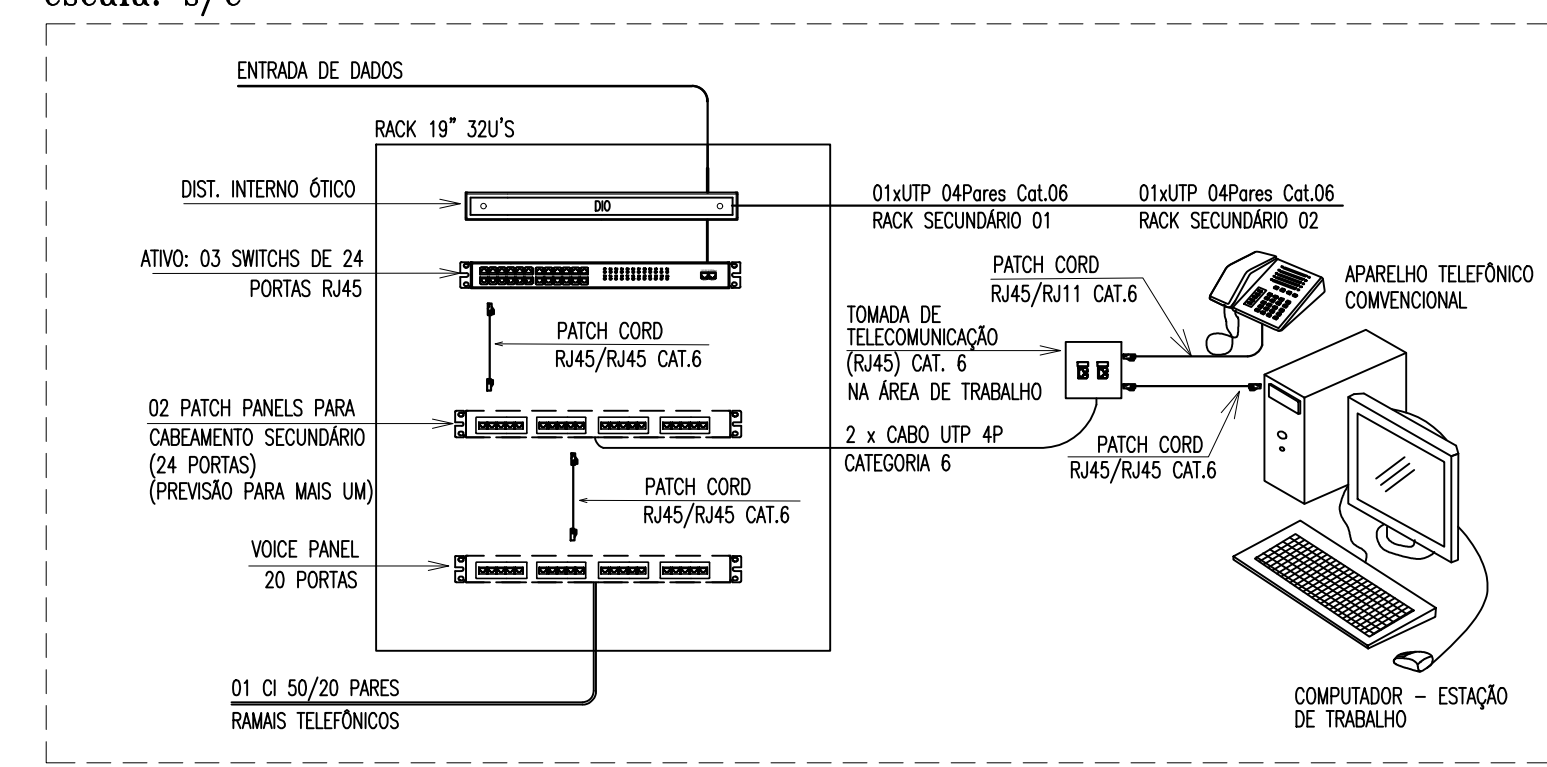 escala: s/e
ENTRADA DE DADOS
RACK 19" 32U'S
DIST. INTERNO ÓTICO
DIO
01xUTP 04Pares Cat.06
RACK SECUNDÁRIO 01
01xUTP 04Pares Cat.06
RACK SECUNDÁRIO 02
ATIVO: 03 SWITCHS DE 24
PORTAS RJ45
PATCH CORD
RJ45/RJ11 CAT.6
APARELHO TELEFÔNICO
COMVENCIONAL
TOMADA DE
TELECOMUNICAÇÃO
(RJ45) CAT. 6
NA ÁREA DE TRABALHO
PATCH CORD
RJ45/RJ45 CAT.6
02 PATCH PANELS PARA
CABEAMENTO SECUNDÁRIO
(24 PORTAS)
(PREVISÃO PARA MAIS UM)
2 x CABO UTP 4P
CATEGORIA 6
PATCH CORD
RJ45/RJ45 CAT.6
PATCH CORD
RJ45/RJ45 CAT.6
VOICE PANEL
20 PORTAS
01 CI 50/20 PARES
RAMAIS TELEFÔNICOS
COMPUTADOR – ESTAÇÃO
DE TRABALHO